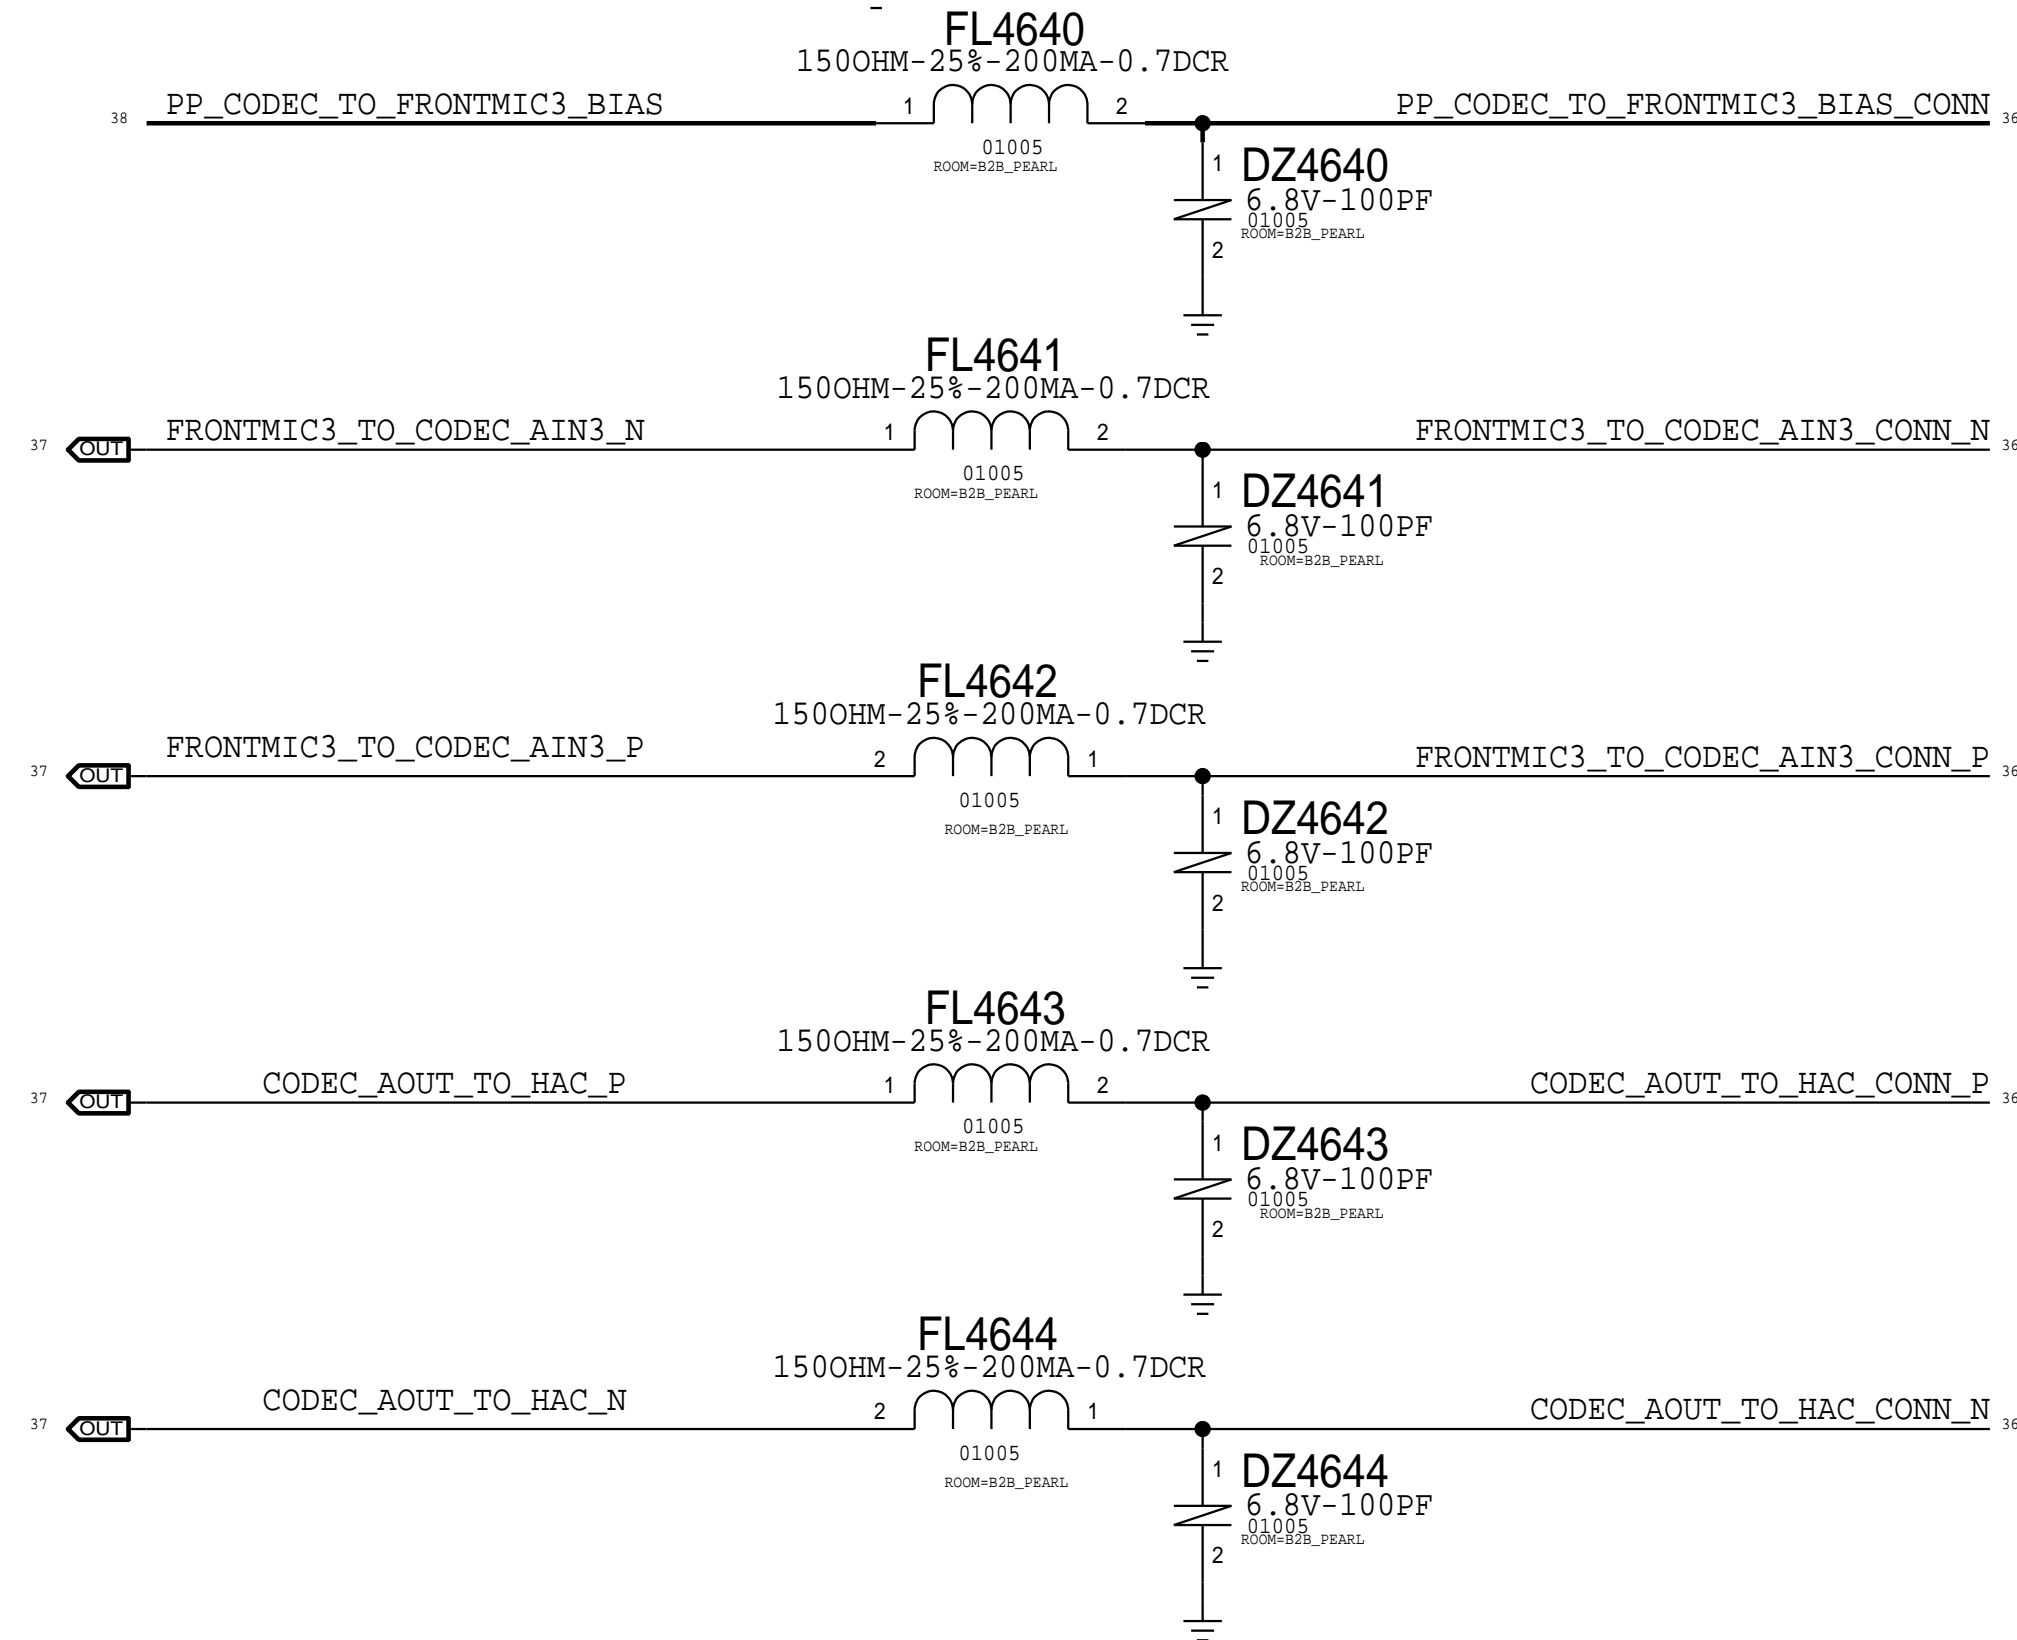 FL4640
150OHM-25%-200MA-0.7DCR
38 PP_CODEC_TO_FRONTMIC3_BIAS 1 2 PP_CODEC_TO_FRONTMIC3_BIAS_CONN 36
01005
ROOM=B2B_PEARL
1 DZ4640
6.8V-100PF
01005
ROOM=B2B_PEARL
2
FL4641
150OHM-25%-200MA-0.7DCR
37 OUT FRONTMIC3_TO_CODEC_AIN3_N 1 2 FRONTMIC3_TO_CODEC_AIN3_CONN_N 36
01005
ROOM=B2B_PEARL
1 DZ4641
6.8V-100PF
01005
ROOM=B2B_PEARL
2
FL4642
150OHM-25%-200MA-0.7DCR
37 OUT FRONTMIC3_TO_CODEC_AIN3_P 2 1 FRONTMIC3_TO_CODEC_AIN3_CONN_P 36
01005
ROOM=B2B_PEARL
1 DZ4642
6.8V-100PF
01005
ROOM=B2B_PEARL
2
FL4643
150OHM-25%-200MA-0.7DCR
37 OUT CODEC_AOUT_TO_HAC_P 1 2 CODEC_AOUT_TO_HAC_CONN_P 36
01005
ROOM=B2B_PEARL
1 DZ4643
6.8V-100PF
01005
ROOM=B2B_PEARL
2
FL4644
150OHM-25%-200MA-0.7DCR
37 OUT CODEC_AOUT_TO_HAC_N 2 1 CODEC_AOUT_TO_HAC_CONN_N 36
01005
ROOM=B2B_PEARL
1 DZ4644
6.8V-100PF
01005
ROOM=B2B_PEARL
2